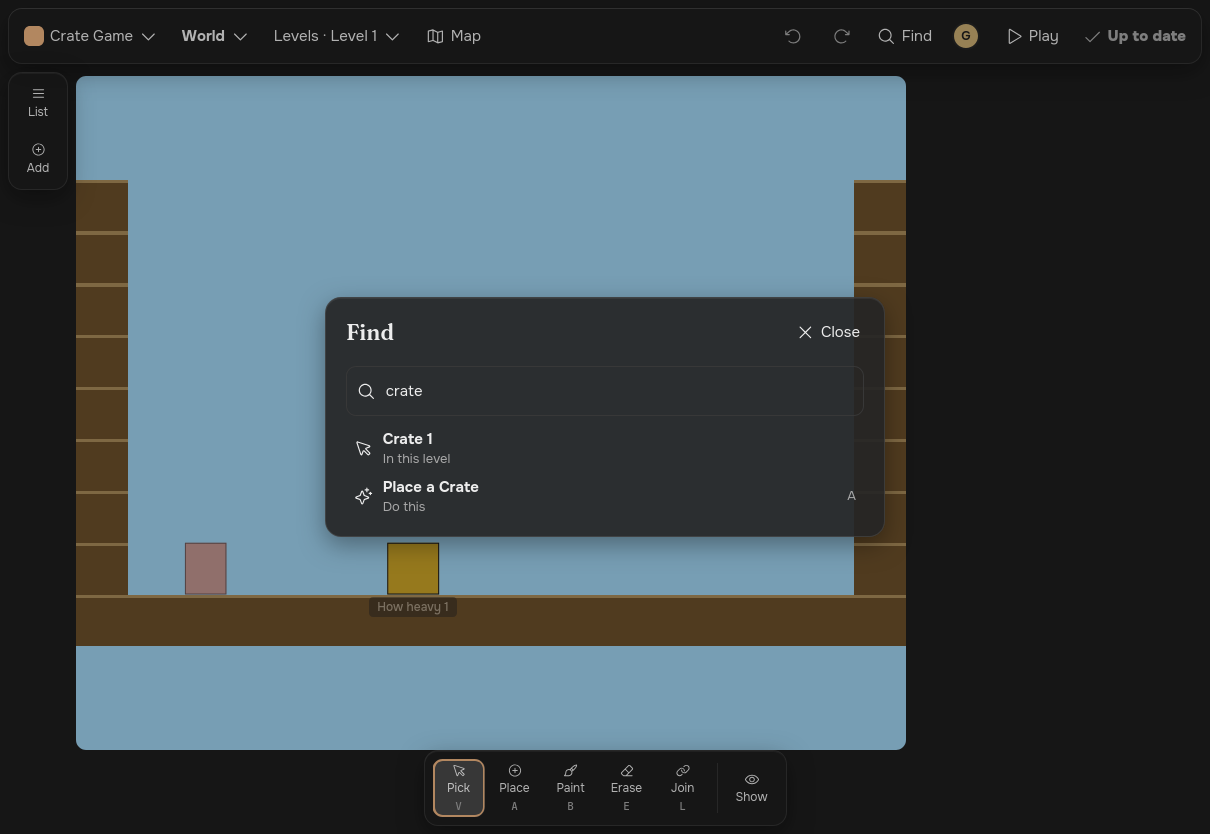 Crate Game
World
Levels · Level 1
Map
Find
G
Play
Up to date
List
Add
Find
Close
crate
Crate 1
In this level
Place a Crate
Do this
A
How heavy 1
Pick
V
Place
A
Paint
B
Erase
E
Join
L
Show